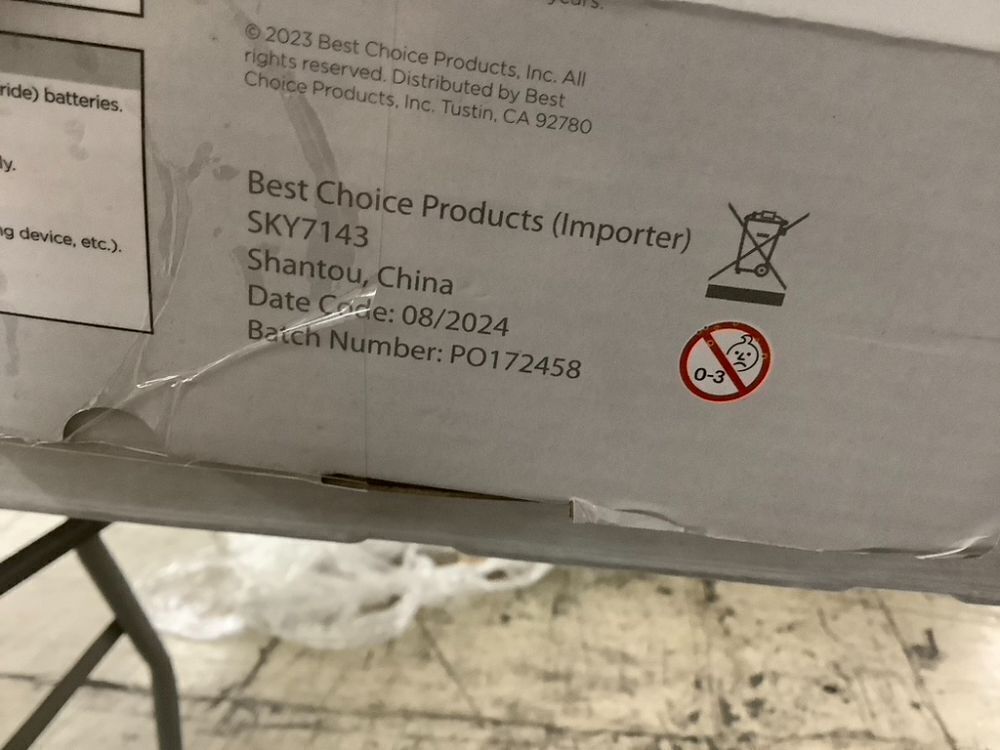 years.
© 2023 Best Choice Products, Inc. All
rights reserved. Distributed by Best
Choice Products, Inc. Tustin, CA 92780
ride) batteries.
ly.
ng device, etc.).
Best Choice Products (Importer)
SKY7143
Shantou, China
Date Code: 08/2024
Batch Number: PO172458
0-3